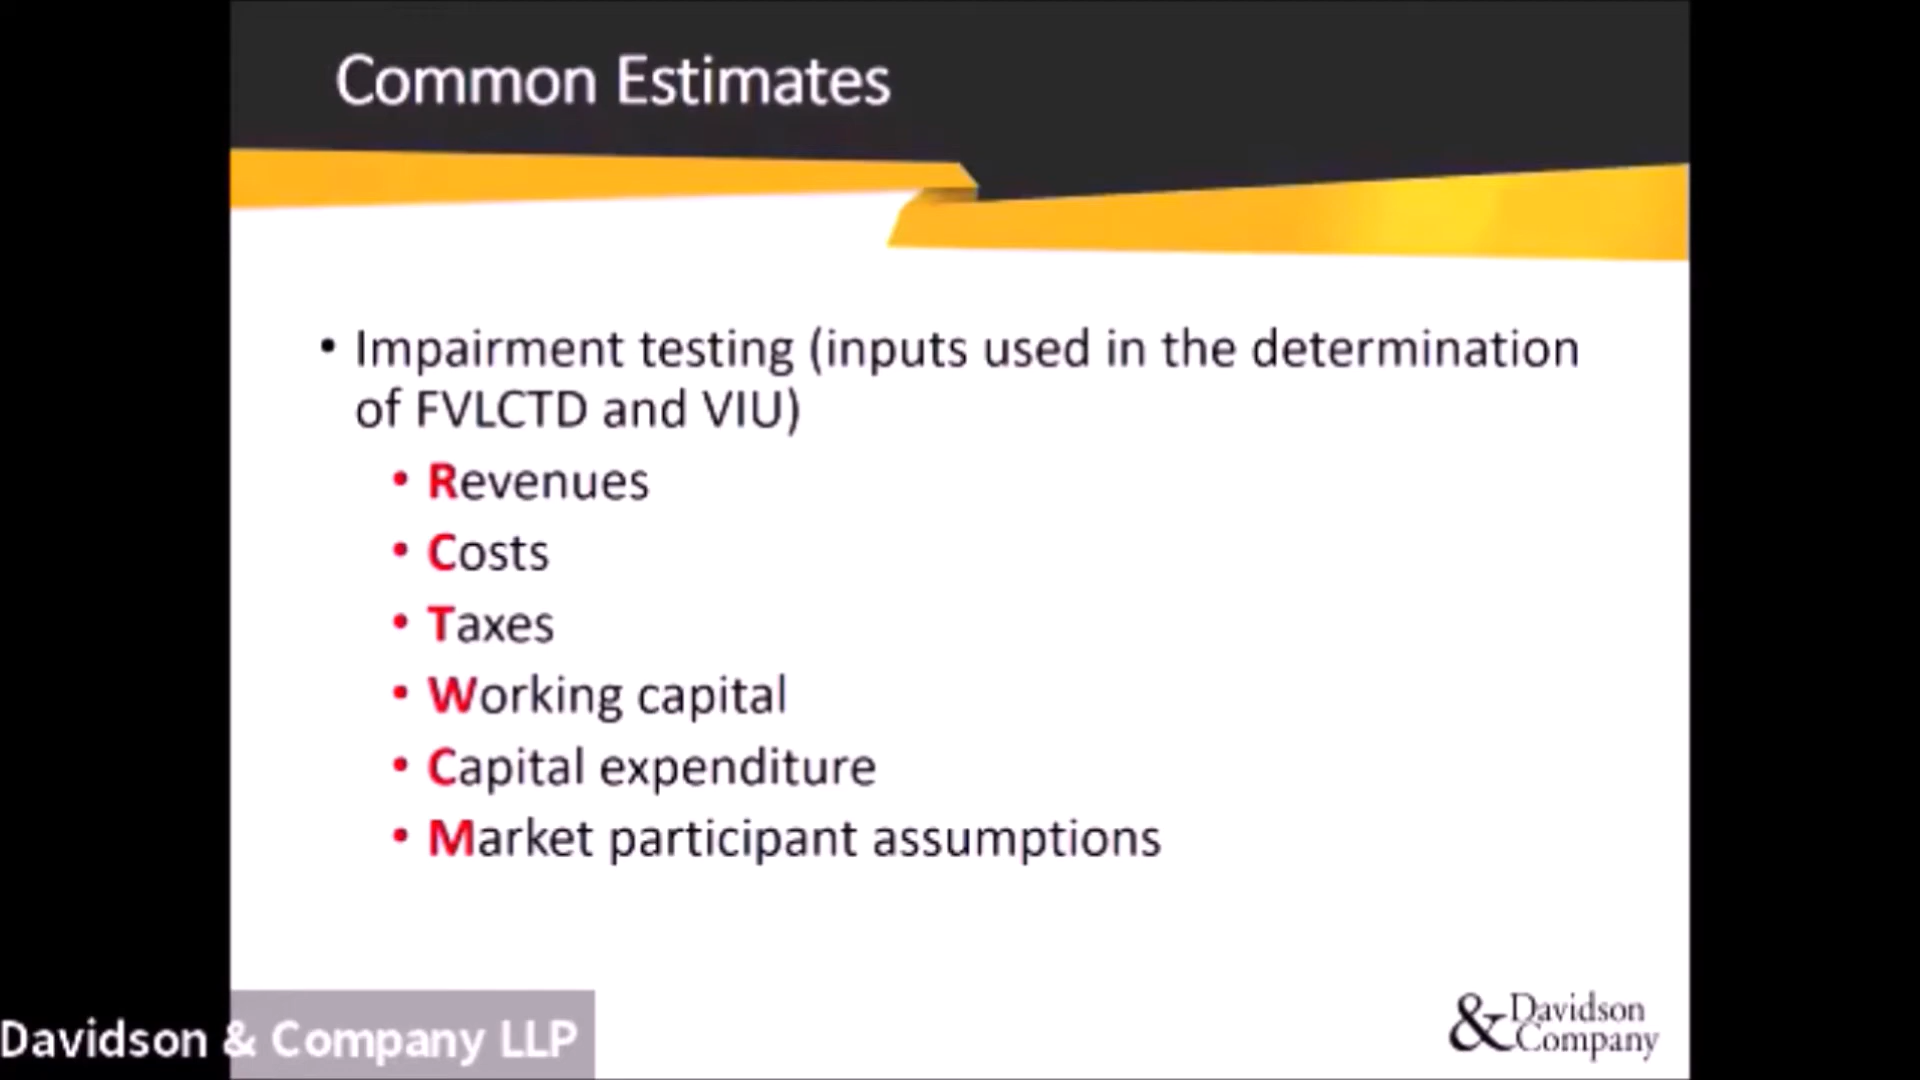 Common Estimates
• Impairment testing (inputs used in the determination
of FVLCTD and VIU)
• Revenues
• Costs
• Taxes
• Working capital
• Capital expenditure
• Market participant assumptions
Davidson & Company LLP
& Davidson
Company